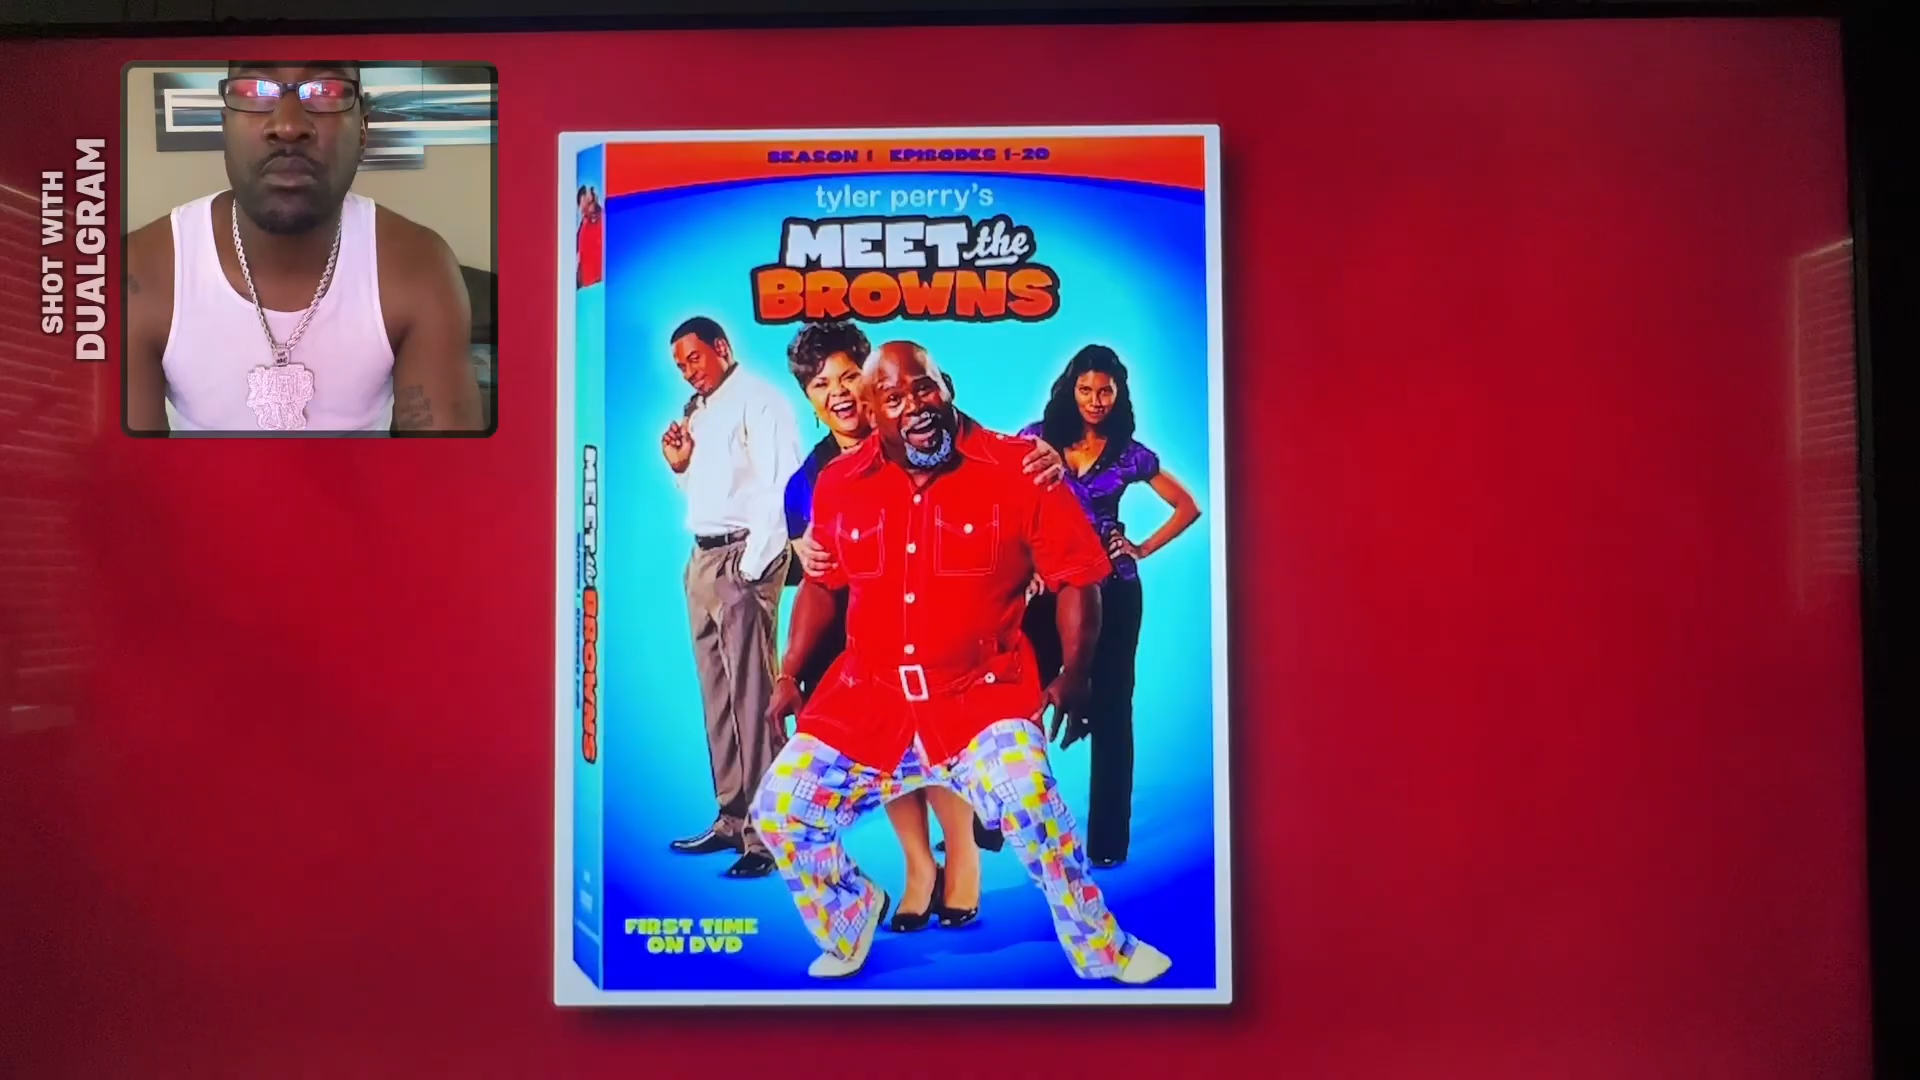 SHOT WITH
DUALGRAM
SEASON 1 EPISODES 1-20
tyler perry's
MEET the
BROWNS
MEET the BROWNS
FIRST TIME
ON DVD